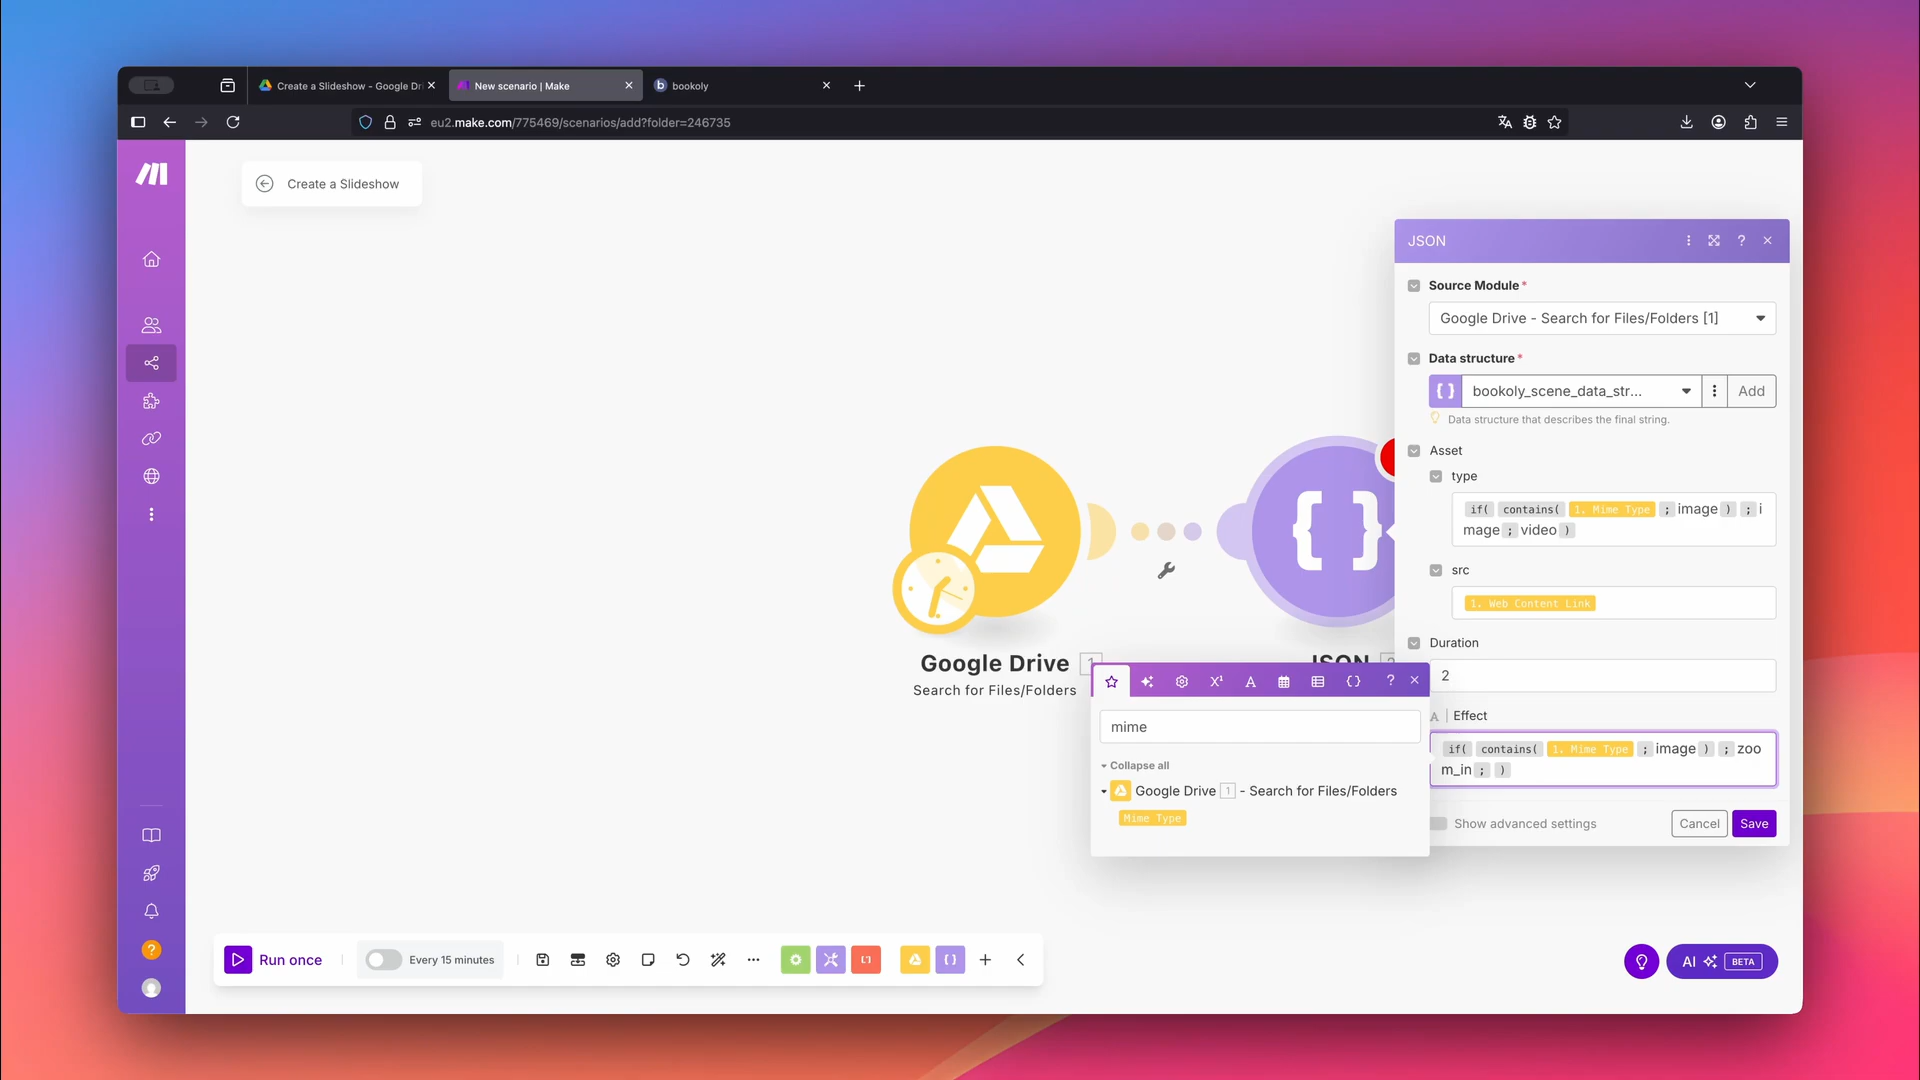 Create a Slideshow - Google Dri
New scenario | Make
bookoly
eu2.make.com/775469/scenarios/add?folder=246735
Create a Slideshow
JSON
Source Module*
Google Drive - Search for Files/Folders [1]
Data structure*
bookoly_scene_data_str...
Add
Data structure that describes the final string.
Asset
type
if( contains( 1. Mime Type ; image ) ; i
mage ; video )
src
1. Web Content Link
Duration
2
Effect
if( contains( 1. Mime Type ; image ) ; zoo
m_in ; )
Show advanced settings
Cancel
Save
Google Drive 1
Search for Files/Folders
JSON
mime
Collapse all
Google Drive 1 - Search for Files/Folders
Mime Type
Run once
Every 15 minutes
AI BETA